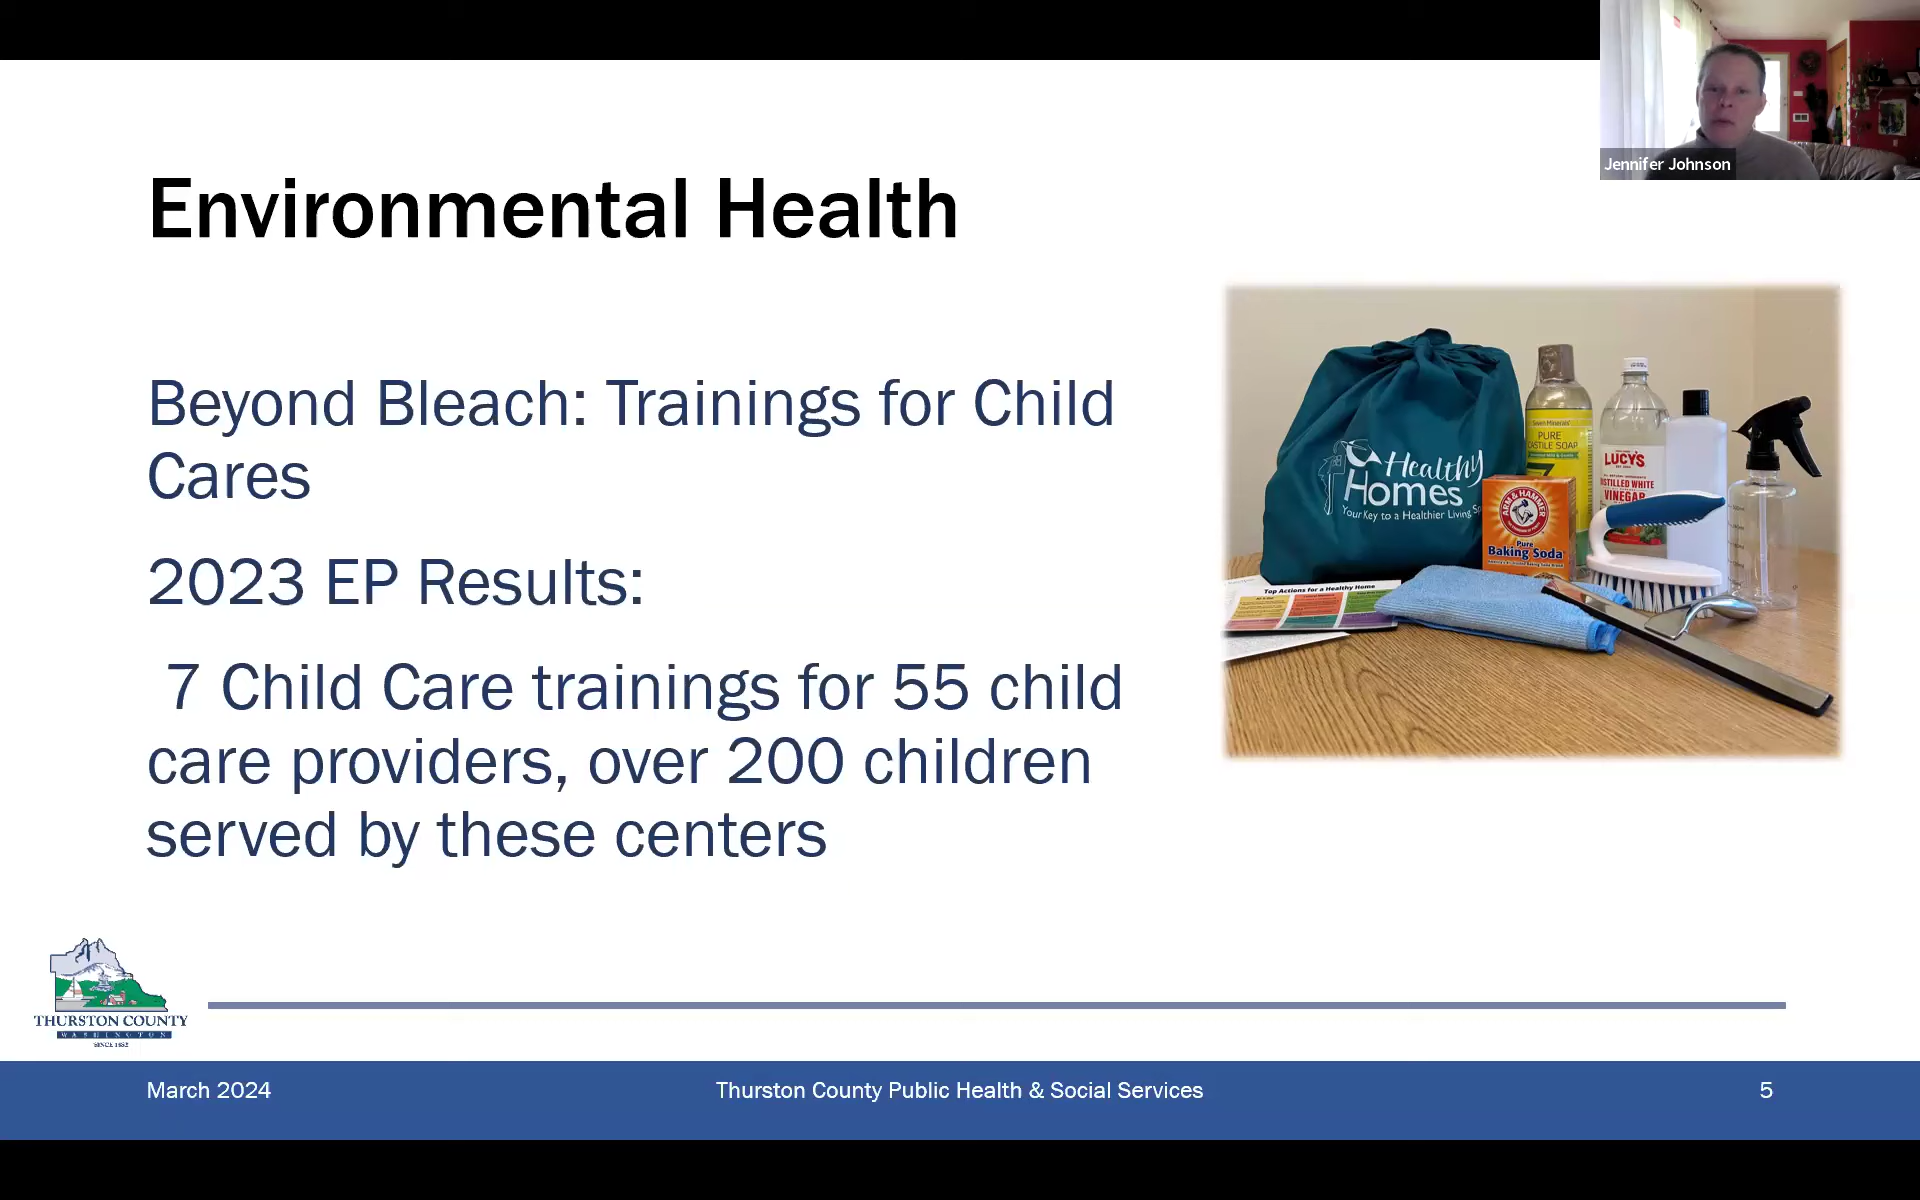 Jennifer Johnson
Environmental Health
Beyond Bleach: Trainings for Child
Cares
2023 EP Results:
7 Child Care trainings for 55 child
care providers, over 200 children
served by these centers
Healthy
Homes
Your Key to a Healthier Living
PURE
CASTILE SOAP
LUCY'S
DISTILLED WHITE
VINEGAR
ARM & HAMMER
Pure
Baking Soda
Top Actions for a Healthy Home
THURSTON COUNTY
WASHINGTON
SINCE 1852
March 2024
Thurston County Public Health & Social Services
5